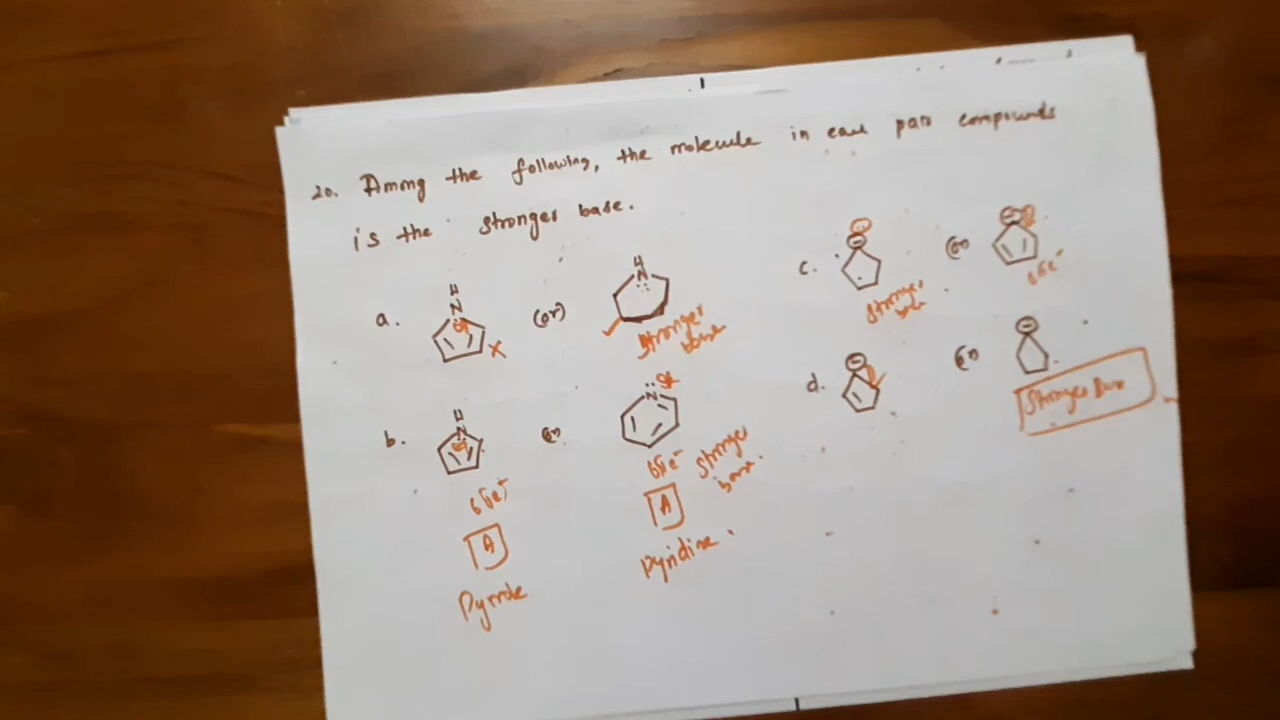 20. Among the following, the molecule in each pair compounds
is the stronger base.
a. H N (or) H N
Stronger base
b. H N (or) N
6πe⁻ 6πe⁻ Stronger base.
A A
Pyrrole Pyridine.
c. (or)
Stronger base 6πe⁻
d. (or)
Stronger Base